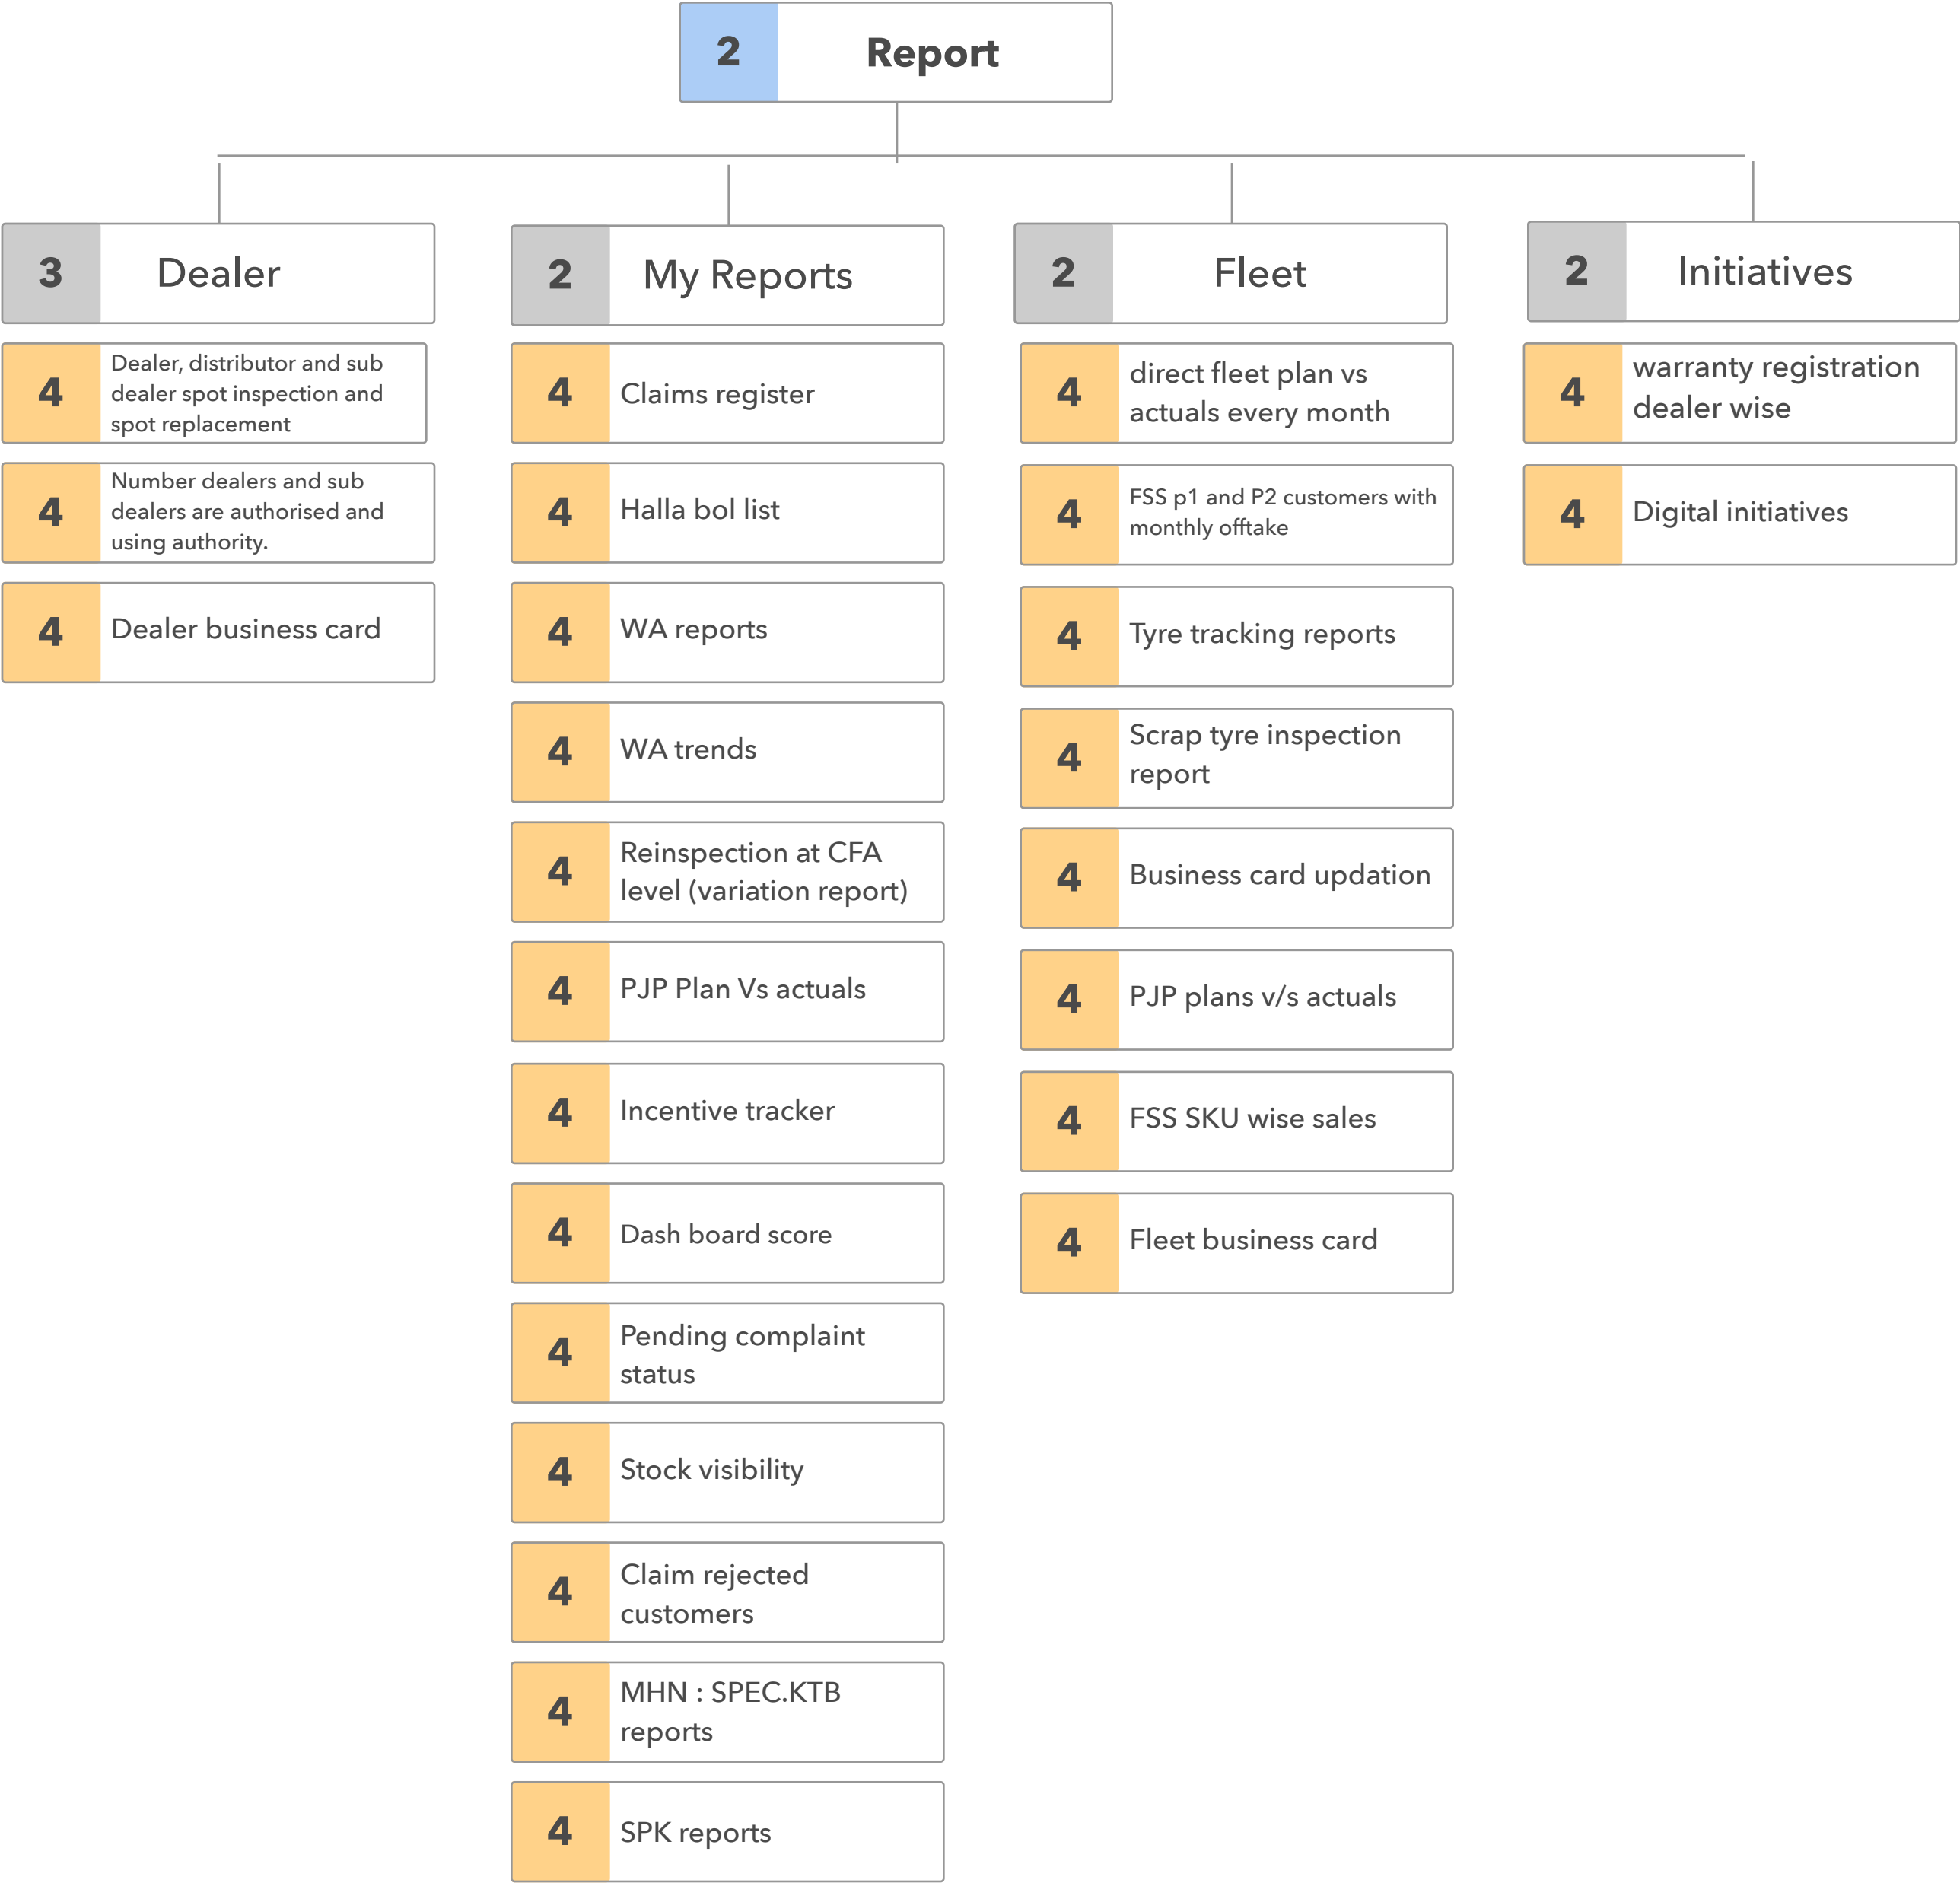 2 Report
3 Dealer
4 Dealer, distributor and sub
dealer spot inspection and
spot replacement
4 Number dealers and sub
dealers are authorised and
using authority.
4 Dealer business card
2 My Reports
4 Claims register
4 Halla bol list
4 WA reports
4 WA trends
4 Reinspection at CFA
level (variation report)
4 PJP Plan Vs actuals
4 Incentive tracker
4 Dash board score
4 Pending complaint
status
4 Stock visibility
4 Claim rejected
customers
4 MHN : SPEC.KTB
reports
4 SPK reports
2 Fleet
4 direct fleet plan vs
actuals every month
4 FSS p1 and P2 customers with
monthly offtake
4 Tyre tracking reports
4 Scrap tyre inspection
report
4 Business card updation
4 PJP plans v/s actuals
4 FSS SKU wise sales
4 Fleet business card
2 Initiatives
4 warranty registration
dealer wise
4 Digital initiatives